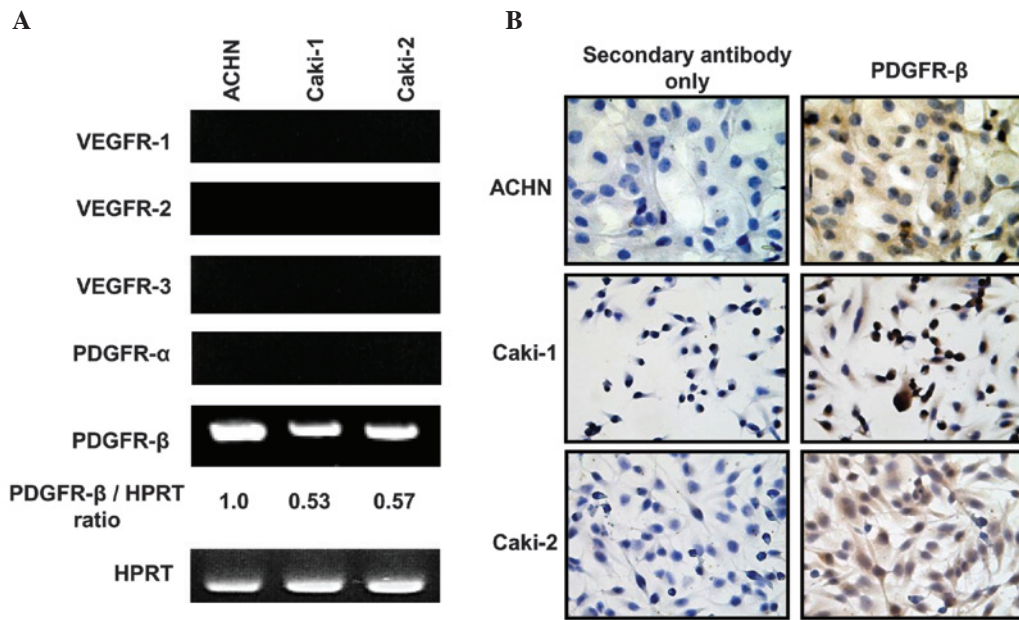 A
ACHN
Caki-1
Caki-2
VEGFR-1
VEGFR-2
VEGFR-3
PDGFR-α
PDGFR-β
PDGFR-β / HPRT
ratio
1.0 0.53 0.57
HPRT
B
Secondary antibody
only
PDGFR-β
ACHN
Caki-1
Caki-2